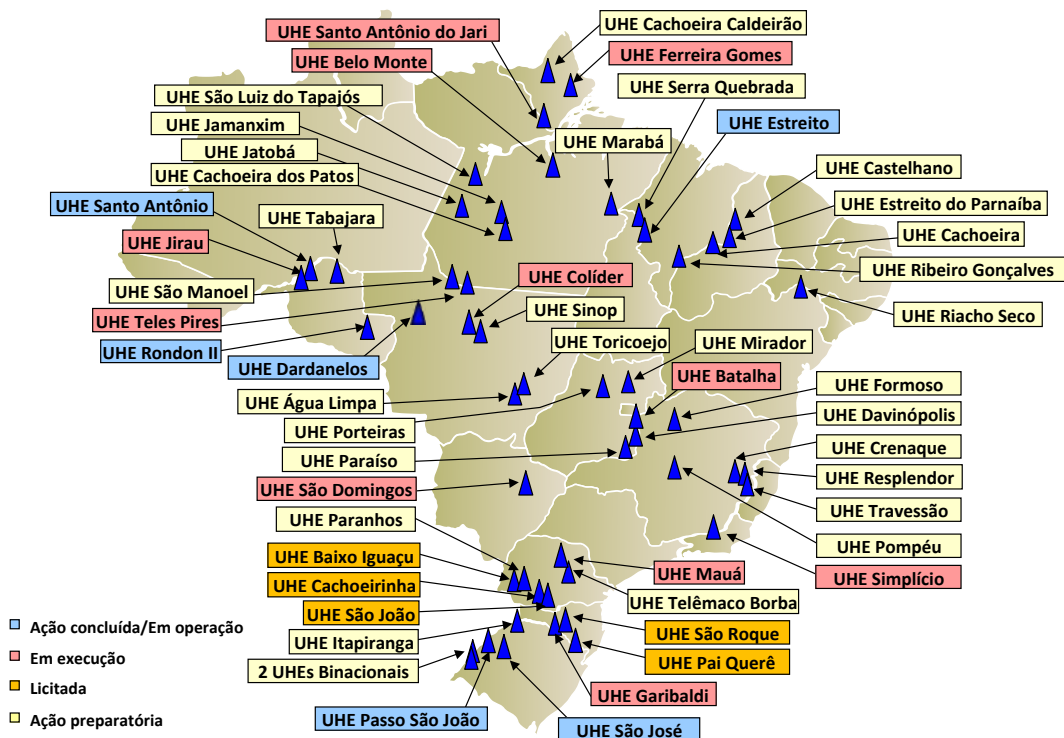 UHE Cachoeira Caldeirão
UHE Santo Antônio do Jari
UHE Ferreira Gomes
UHE Belo Monte
UHE Serra Quebrada
UHE São Luiz do Tapajós
UHE Estreito
UHE Jamanxim
UHE Marabá
UHE Jatobá
UHE Castelhano
UHE Cachoeira dos Patos
UHE Santo Antônio
UHE Estreito do Parnaíba
UHE Tabajara
UHE Cachoeira
UHE Jirau
UHE Ribeiro Gonçalves
UHE Colíder
UHE São Manoel
UHE Sinop
UHE Riacho Seco
UHE Teles Pires
UHE Toricoejo
UHE Mirador
UHE Rondon II
UHE Dardanelos
UHE Batalha
UHE Formoso
UHE Água Limpa
UHE Davinópolis
UHE Porteiras
UHE Crenaque
UHE Paraíso
UHE Resplendor
UHE São Domingos
UHE Travessão
UHE Paranhos
UHE Pompéu
UHE Baixo Iguaçu
UHE Mauá
UHE Simplício
UHE Cachoeirinha
UHE Telêmaco Borba
UHE São João
UHE São Roque
UHE Itapiranga
UHE Pai Querê
2 UHEs Binacionais
UHE Garibaldi
UHE Passo São João
UHE São José
Ação concluída/Em operação
Em execução
Licitada
Ação preparatória